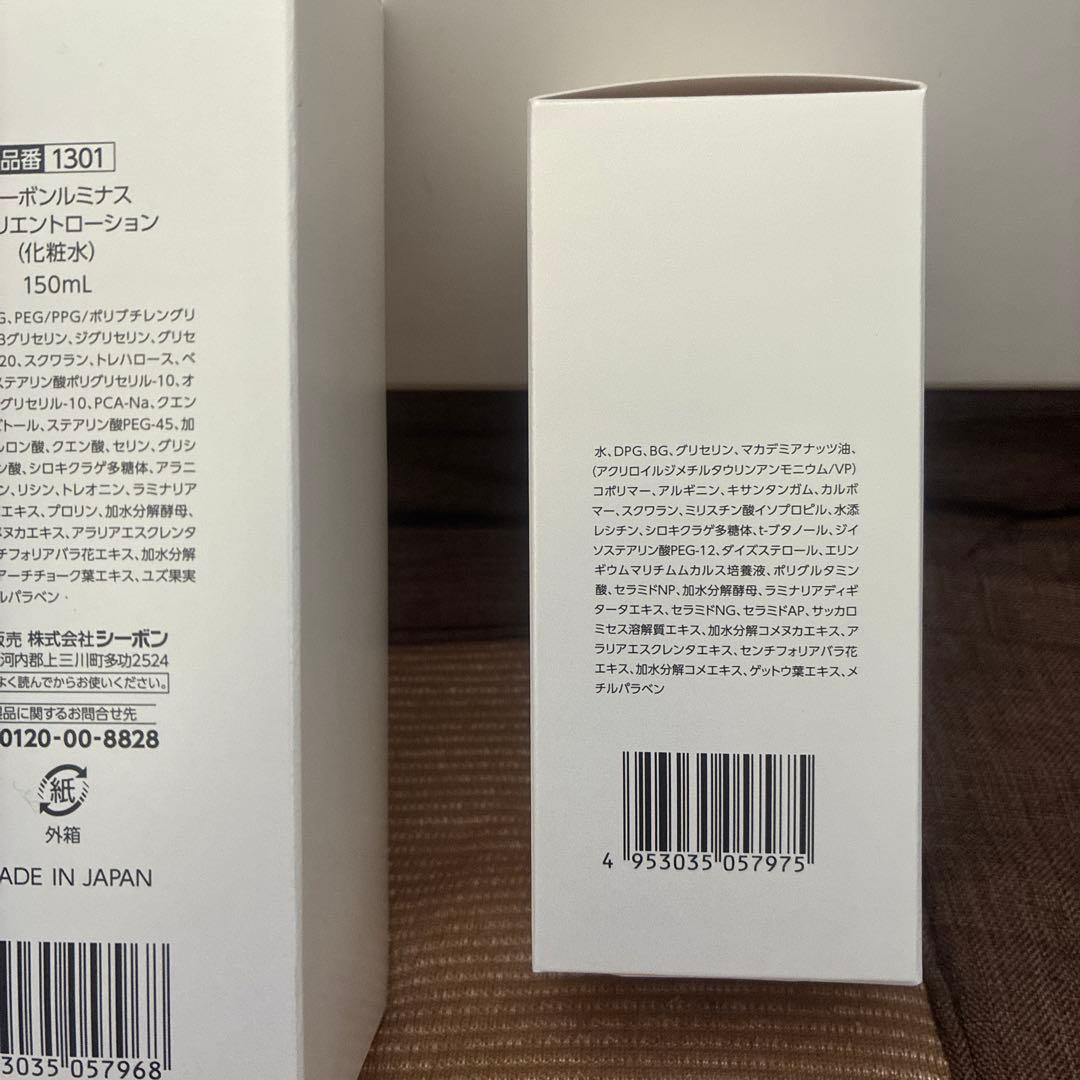 品番 1301
ーボンルミナス
リエントローション
(化粧水)
150mL
G、PEG/PPG/ポリブチレングリ
3グリセリン、ジグリセリン、グリセ
20、スクワラン、トレハロース、ベ
ステアリン酸ポリグリセリル-10、オ
グリセリル-10、PCA-Na、クエン
ビトール、ステアリン酸PEG-45、加
ルロン酸、クエン酸、セリン、グリシ
ン酸、シロキクラゲ多糖体、アラニ
ン、リシン、トレオニン、ラミナリア
エキス、プロリン、加水分解酵母、
メヌカエキス、アラリアエスクレンタ
チフォリアバラ花エキス、加水分解
アーチチョーク葉エキス、ユズ果実
ルパラベン
販売 株式会社シーボン
河内郡上三川町多功2524
よく読んでからお使いください。
製品に関するお問合せ先
0120-00-8828
紙
外箱
ADE IN JAPAN
3035 057968
水、DPG、BG、グリセリン、マカデミアナッツ油、
(アクリロイルジメチルタウリンアンモニウム/VP)
コポリマー、アルギニン、キサンタンガム、カルボ
マー、スクワラン、ミリスチン酸イソプロピル、水添
レシチン、シロキクラゲ多糖体、t-ブタノール、ジイ
ソステアリン酸PEG-12、ダイズステロール、エリン
ギウムマリチムムカルス培養液、ポリグルタミン
酸、セラミドNP、加水分解酵母、ラミナリアディギ
タータエキス、セラミドNG、セラミドAP、サッカロ
ミセス溶解質エキス、加水分解コメヌカエキス、ア
ラリアエスクレンタエキス、センチフォリアバラ花
エキス、加水分解コメエキス、ゲットウ葉エキス、メ
チルパラベン
4 953035 057975